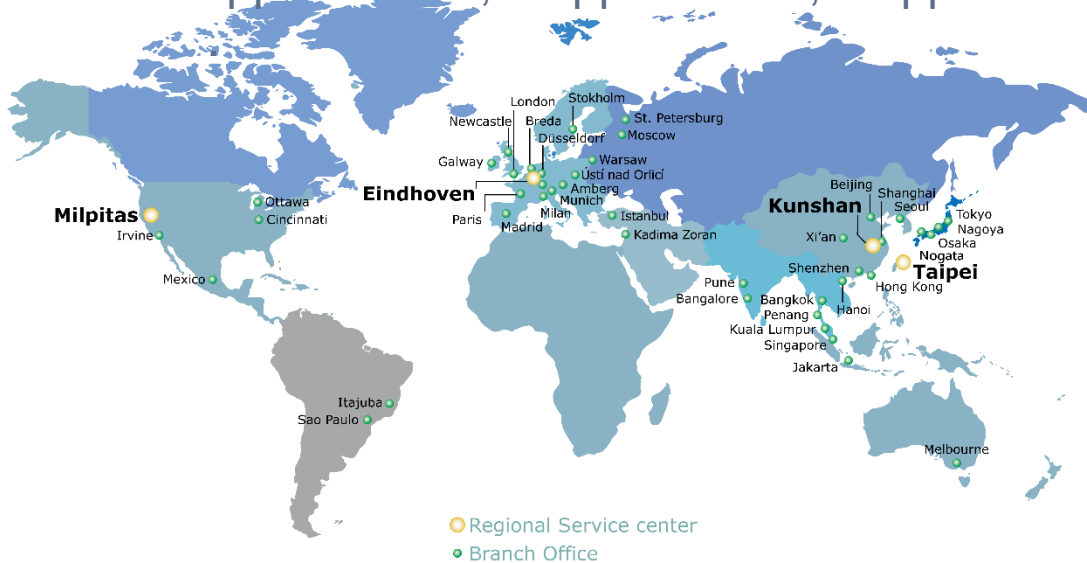 London
Stokholm
Newcastle
Breda
St. Petersburg
Düsseldorf
Moscow
Galway
Warsaw
Ústí nad Orlicí
Eindhoven
Amberg
Munich
Paris
Milan
Madrid
Istanbul
Kadima Zoran
Ottawa
Milpitas
Cincinnati
Irvine
Mexico
Beijing
Shanghai
Seoul
Kunshan
Tokyo
Nagoya
Xi'an
Osaka
Nogata
Taipei
Shenzhen
Hong Kong
Pune
Bangalore
Bangkok
Hanoi
Penang
Kuala Lumpur
Singapore
Jakarta
Itajuba
Sao Paulo
Melbourne
Regional Service center
Branch Office